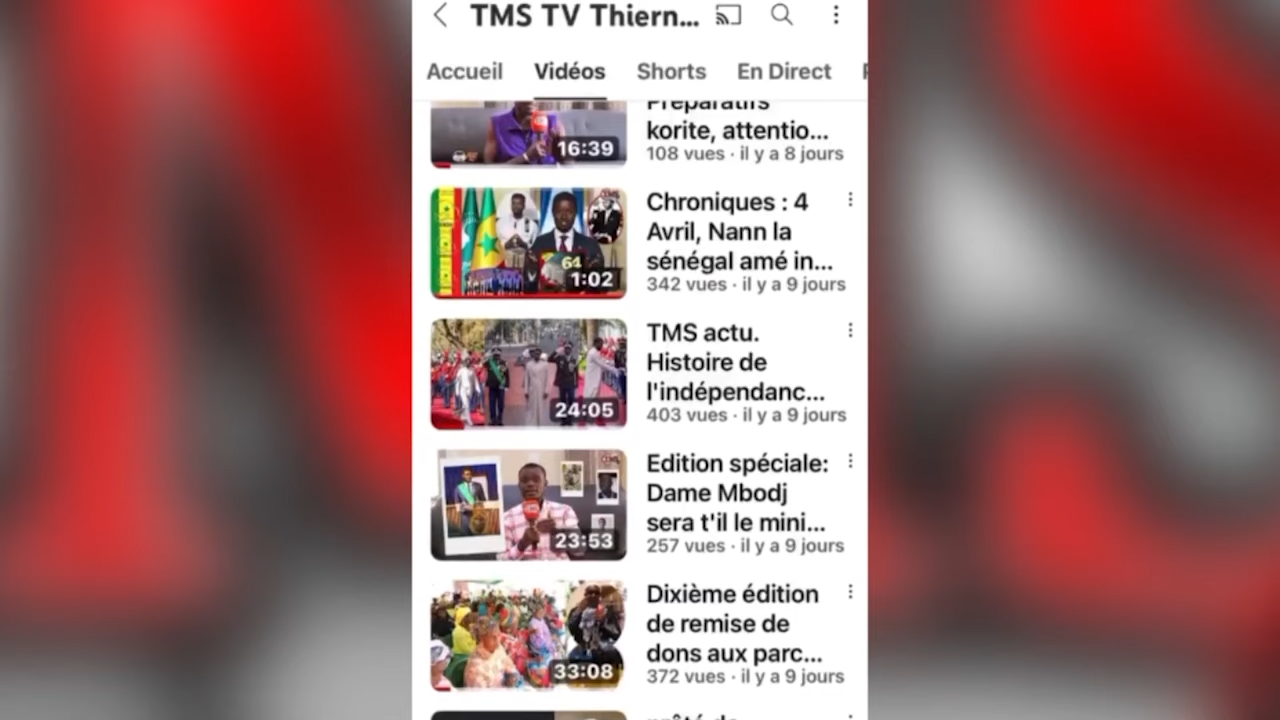 TMS TV Thiern...
Accueil
Vidéos
Shorts
En Direct
Préparatifs
korite, attentio...
108 vues · il y a 8 jours
16:39
Chroniques : 4
Avril, Nann la
sénégal amé in...
342 vues · il y a 9 jours
64
1:02
TMS actu.
Histoire de
l'indépendanc...
403 vues · il y a 9 jours
24:05
Edition spéciale:
Dame Mbodj
sera t'il le mini...
257 vues · il y a 9 jours
23:53
Dixième édition
de remise de
dons aux parc...
372 vues · il y a 9 jours
33:08